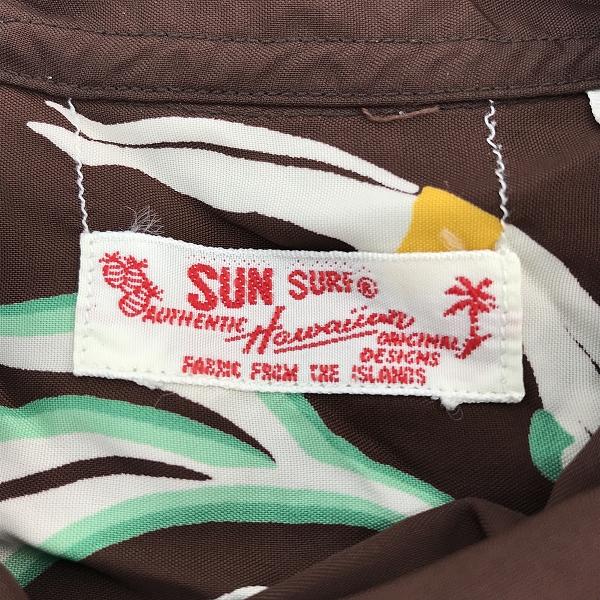 SUN SURF®
AUTHENTIC Hawaiian ORIGINAL
DESIGNS
FABRIC FROM THE ISLANDS